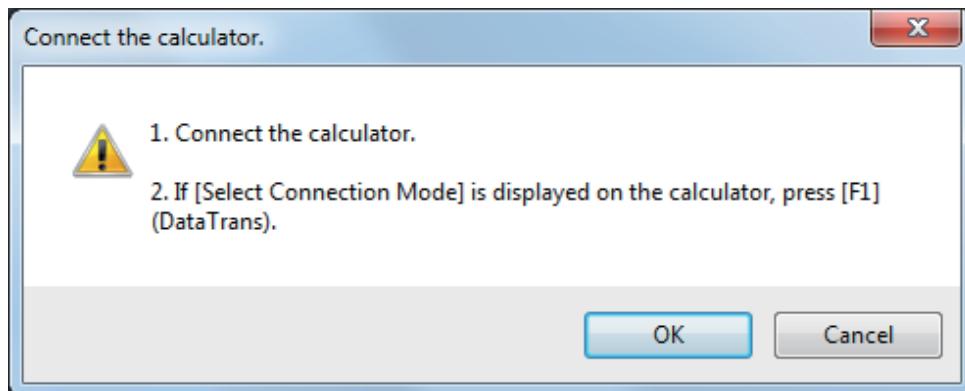 Connect the calculator.
1. Connect the calculator.
2. If [Select Connection Mode] is displayed on the calculator, press [F1]
(DataTrans).
OK
Cancel